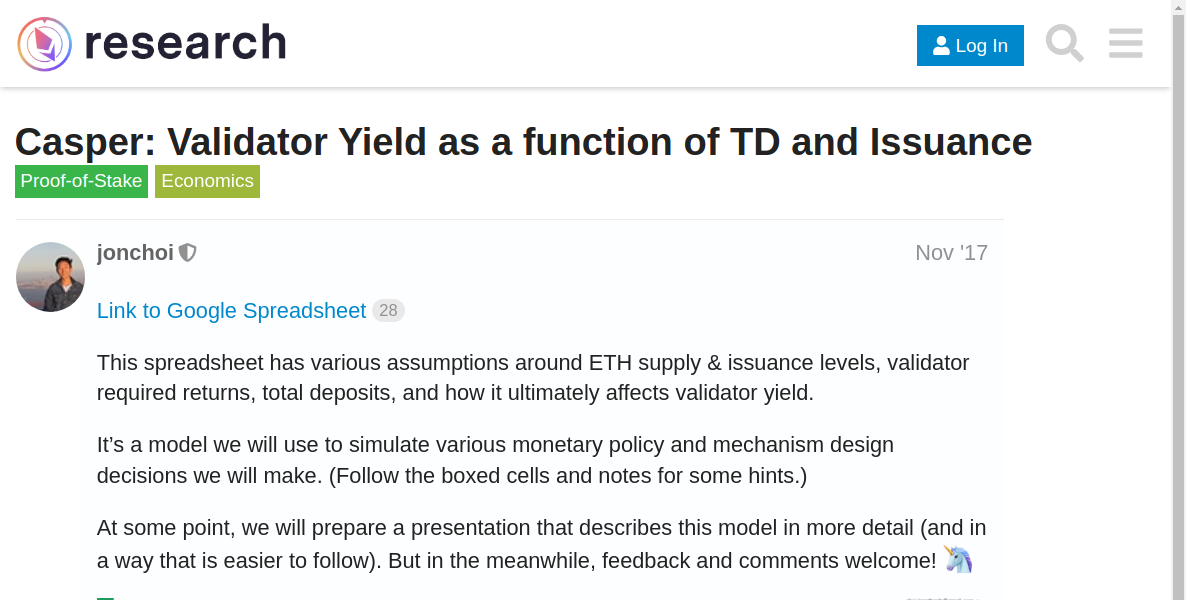 research
Log In
Casper: Validator Yield as a function of TD and Issuance
Proof-of-Stake Economics
jonchoi Nov '17
Link to Google Spreadsheet 28
This spreadsheet has various assumptions around ETH supply & issuance levels, validator
required returns, total deposits, and how it ultimately affects validator yield.
It’s a model we will use to simulate various monetary policy and mechanism design
decisions we will make. (Follow the boxed cells and notes for some hints.)
At some point, we will prepare a presentation that describes this model in more detail (and in
a way that is easier to follow). But in the meanwhile, feedback and comments welcome!